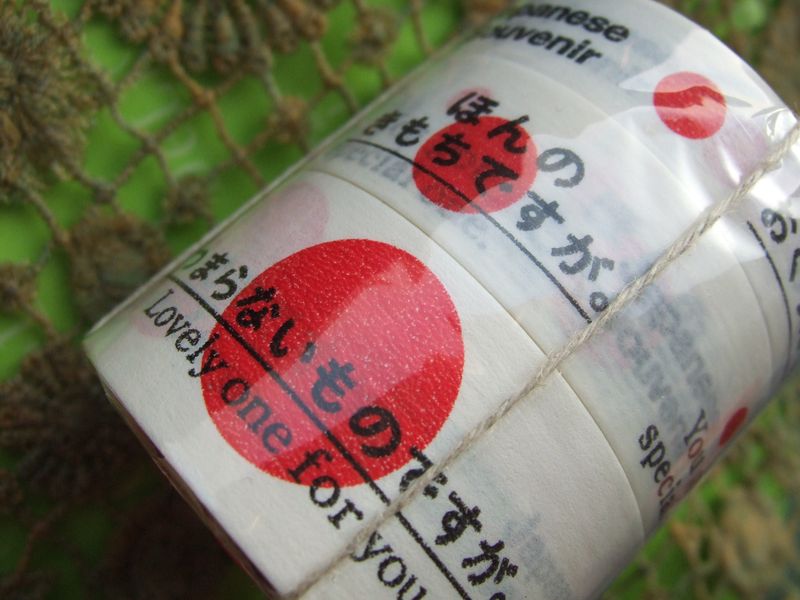 Japanese
Souvenir
ほんの
きもちですが。
つまらないものですが。
Lovely one for you
You
special